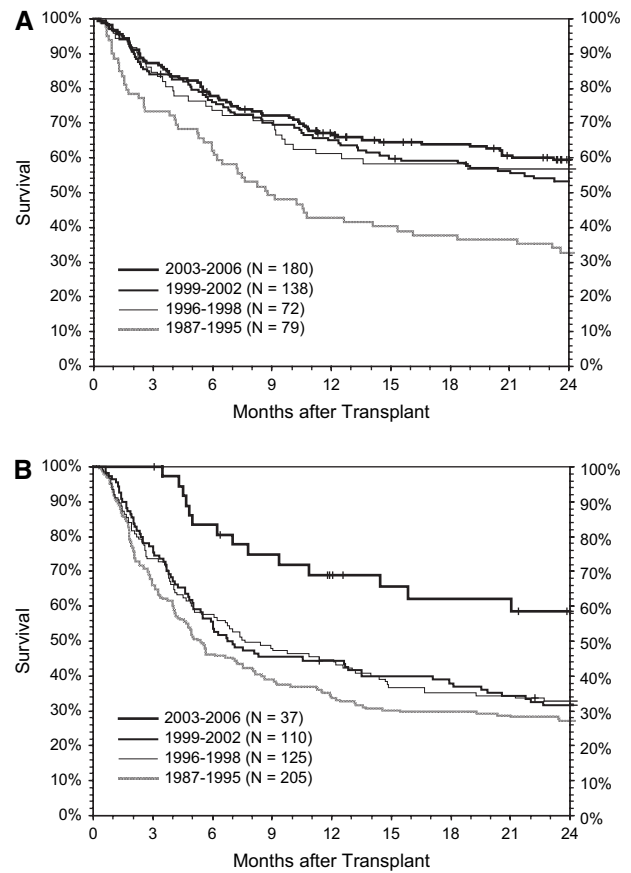 A
100%
90%
80%
70%
60%
50%
40%
30%
20%
10%
0%
100%
90%
80%
70%
60%
50%
40%
30%
20%
10%
0%
Survival
2003-2006 (N = 180)
1999-2002 (N = 138)
1996-1998 (N = 72)
1987-1995 (N = 79)
0 3 6 9 12 15 18 21 24
Months after Transplant
B
100%
90%
80%
70%
60%
50%
40%
30%
20%
10%
0%
100%
90%
80%
70%
60%
50%
40%
30%
20%
10%
0%
Survival
2003-2006 (N = 37)
1999-2002 (N = 110)
1996-1998 (N = 125)
1987-1995 (N = 205)
0 3 6 9 12 15 18 21 24
Months after Transplant